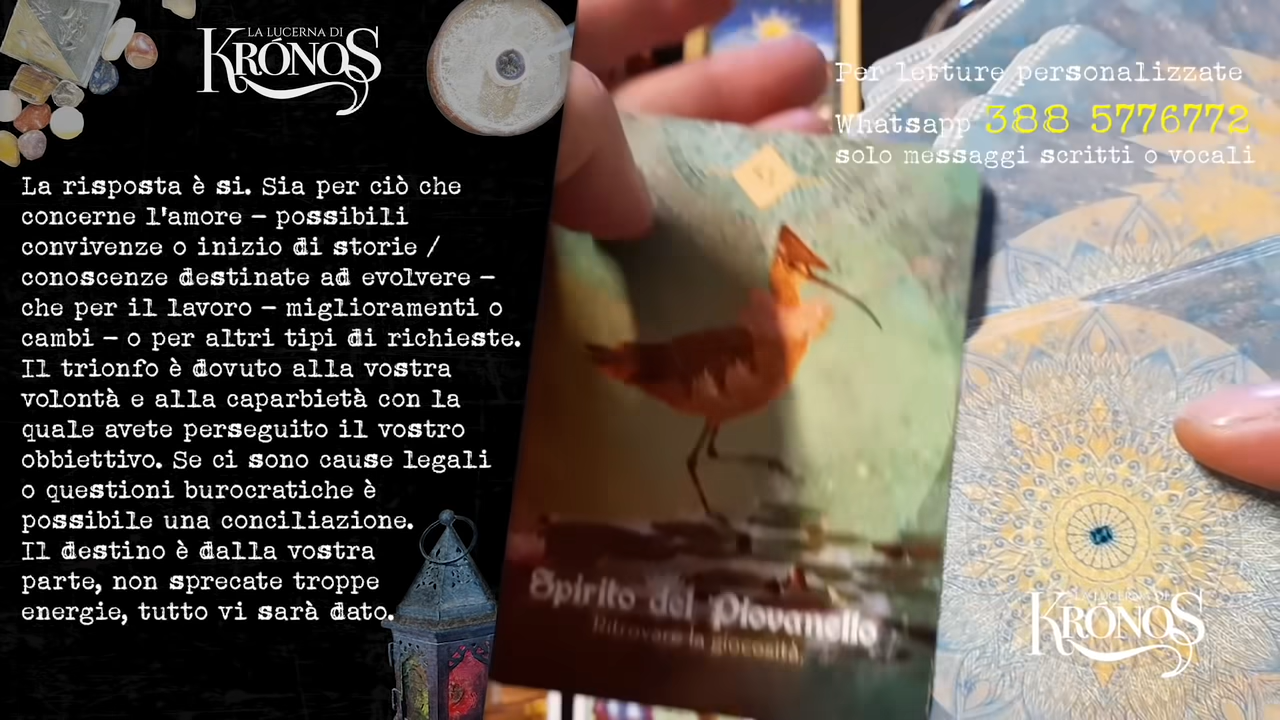 LA LUCERNA DI
KRÓNOS
La risposta è si. Sia per ciò che
concerne l'amore – possibili
convivenze o inizio di storie /
conoscenze destinate ad evolvere –
che per il lavoro – miglioramenti o
cambi – o per altri tipi di richieste.
Il trionfo è dovuto alla vostra
volontà e alla caparbietà con la
quale avete perseguito il vostro
obbiettivo. Se ci sono cause legali
o questioni burocratiche è
possibile una conciliazione.
Il destino è dalla vostra
parte, non sprecate troppe
energie, tutto vi sarà dato.
Per letture personalizzate
Whatsapp 388 5776772
solo messaggi scritti o vocali
Spirito del Piovanello
Ritrovare la giocosità
LA LUCERNA DI
KRÓNOS